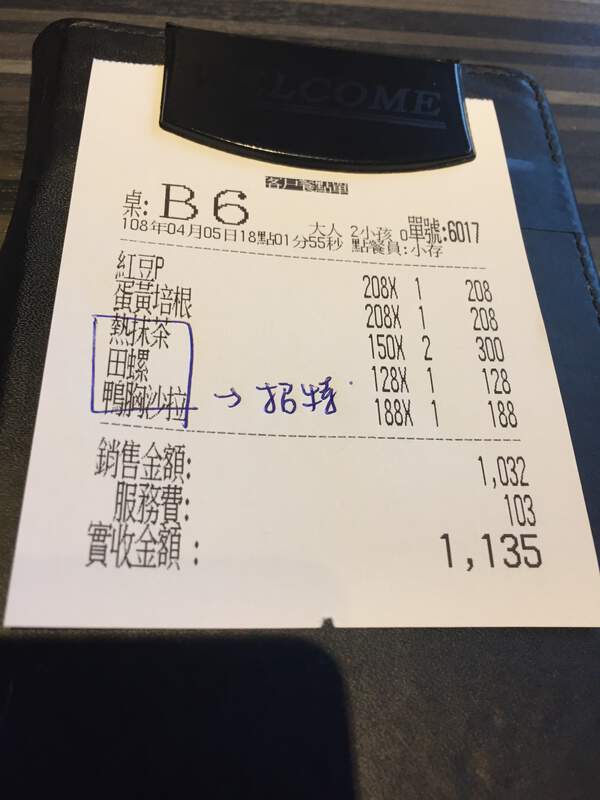 WELCOME
客戶點餐單
桌: B6
大人 2小孩 0單號:6017
108年04月05日18點01分55秒 點餐員:小存
紅豆P 208X 1 208
蛋黃培根 208X 1 208
熱抹茶 150X 2 300
田螺 128X 1 128
鴨胸沙拉 188X 1 188
→ 招待
銷售金額: 1,032
服務費: 103
實收金額 : 1,135